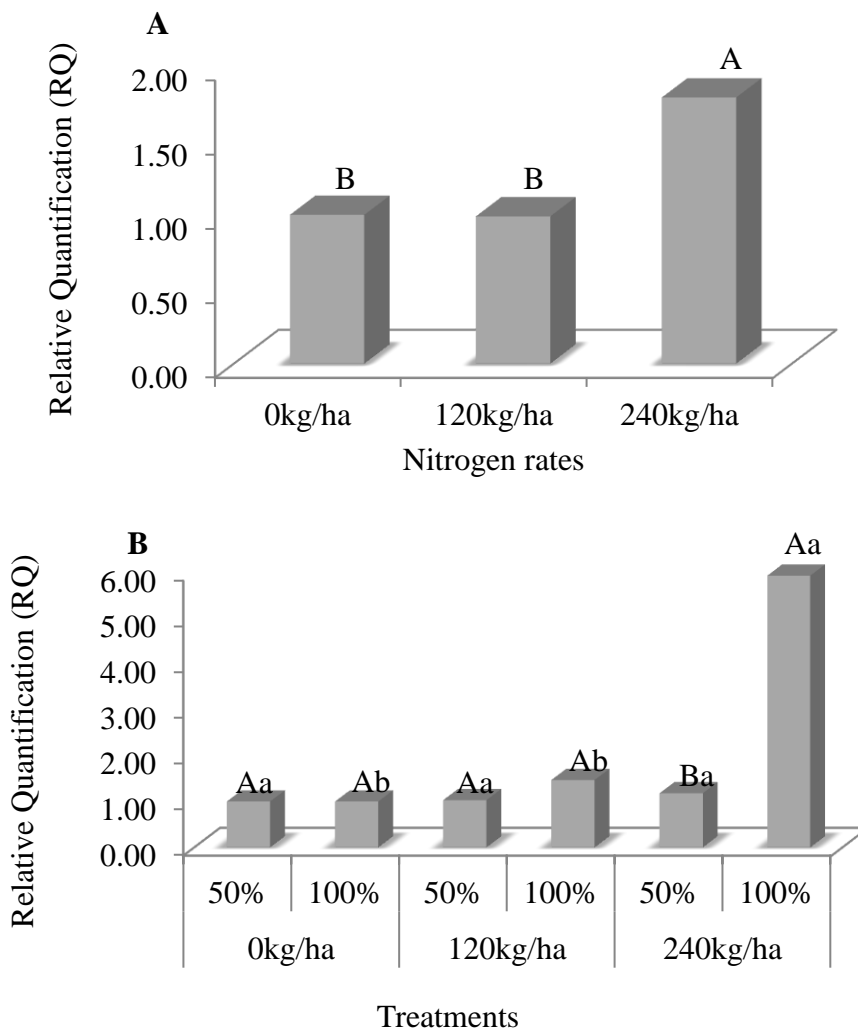 A
Relative Quantification (RQ)
2.00
1.50
1.00
0.50
0.00
B
B
A
0kg/ha 120kg/ha 240kg/ha
Nitrogen rates
B
Relative Quantification (RQ)
6.00
5.00
4.00
3.00
2.00
1.00
0.00
Aa Ab Aa Ab Ba Aa
50% 100% 50% 100% 50% 100%
0kg/ha 120kg/ha 240kg/ha
Treatments